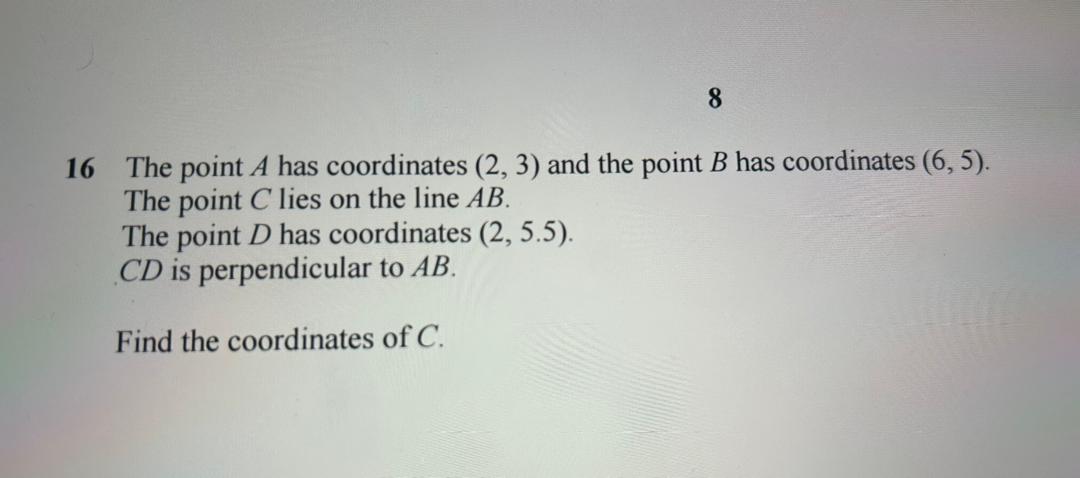 8
16 The point A has coordinates (2, 3) and the point B has coordinates (6, 5).
The point C lies on the line AB.
The point D has coordinates (2, 5.5).
CD is perpendicular to AB.
Find the coordinates of C.